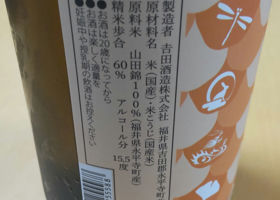 製造者 吉田酒造株式会社 福井県吉田郡永平寺町
原材料名 米(国産)・米こうじ(国産米)
原料米 山田錦100%(福井県永平寺町産)
精米歩合 60% アルコール分 15.5度
●お酒は20歳になってから
●お酒は楽しく適量を
●妊娠中や授乳期の飲酒はお控えください